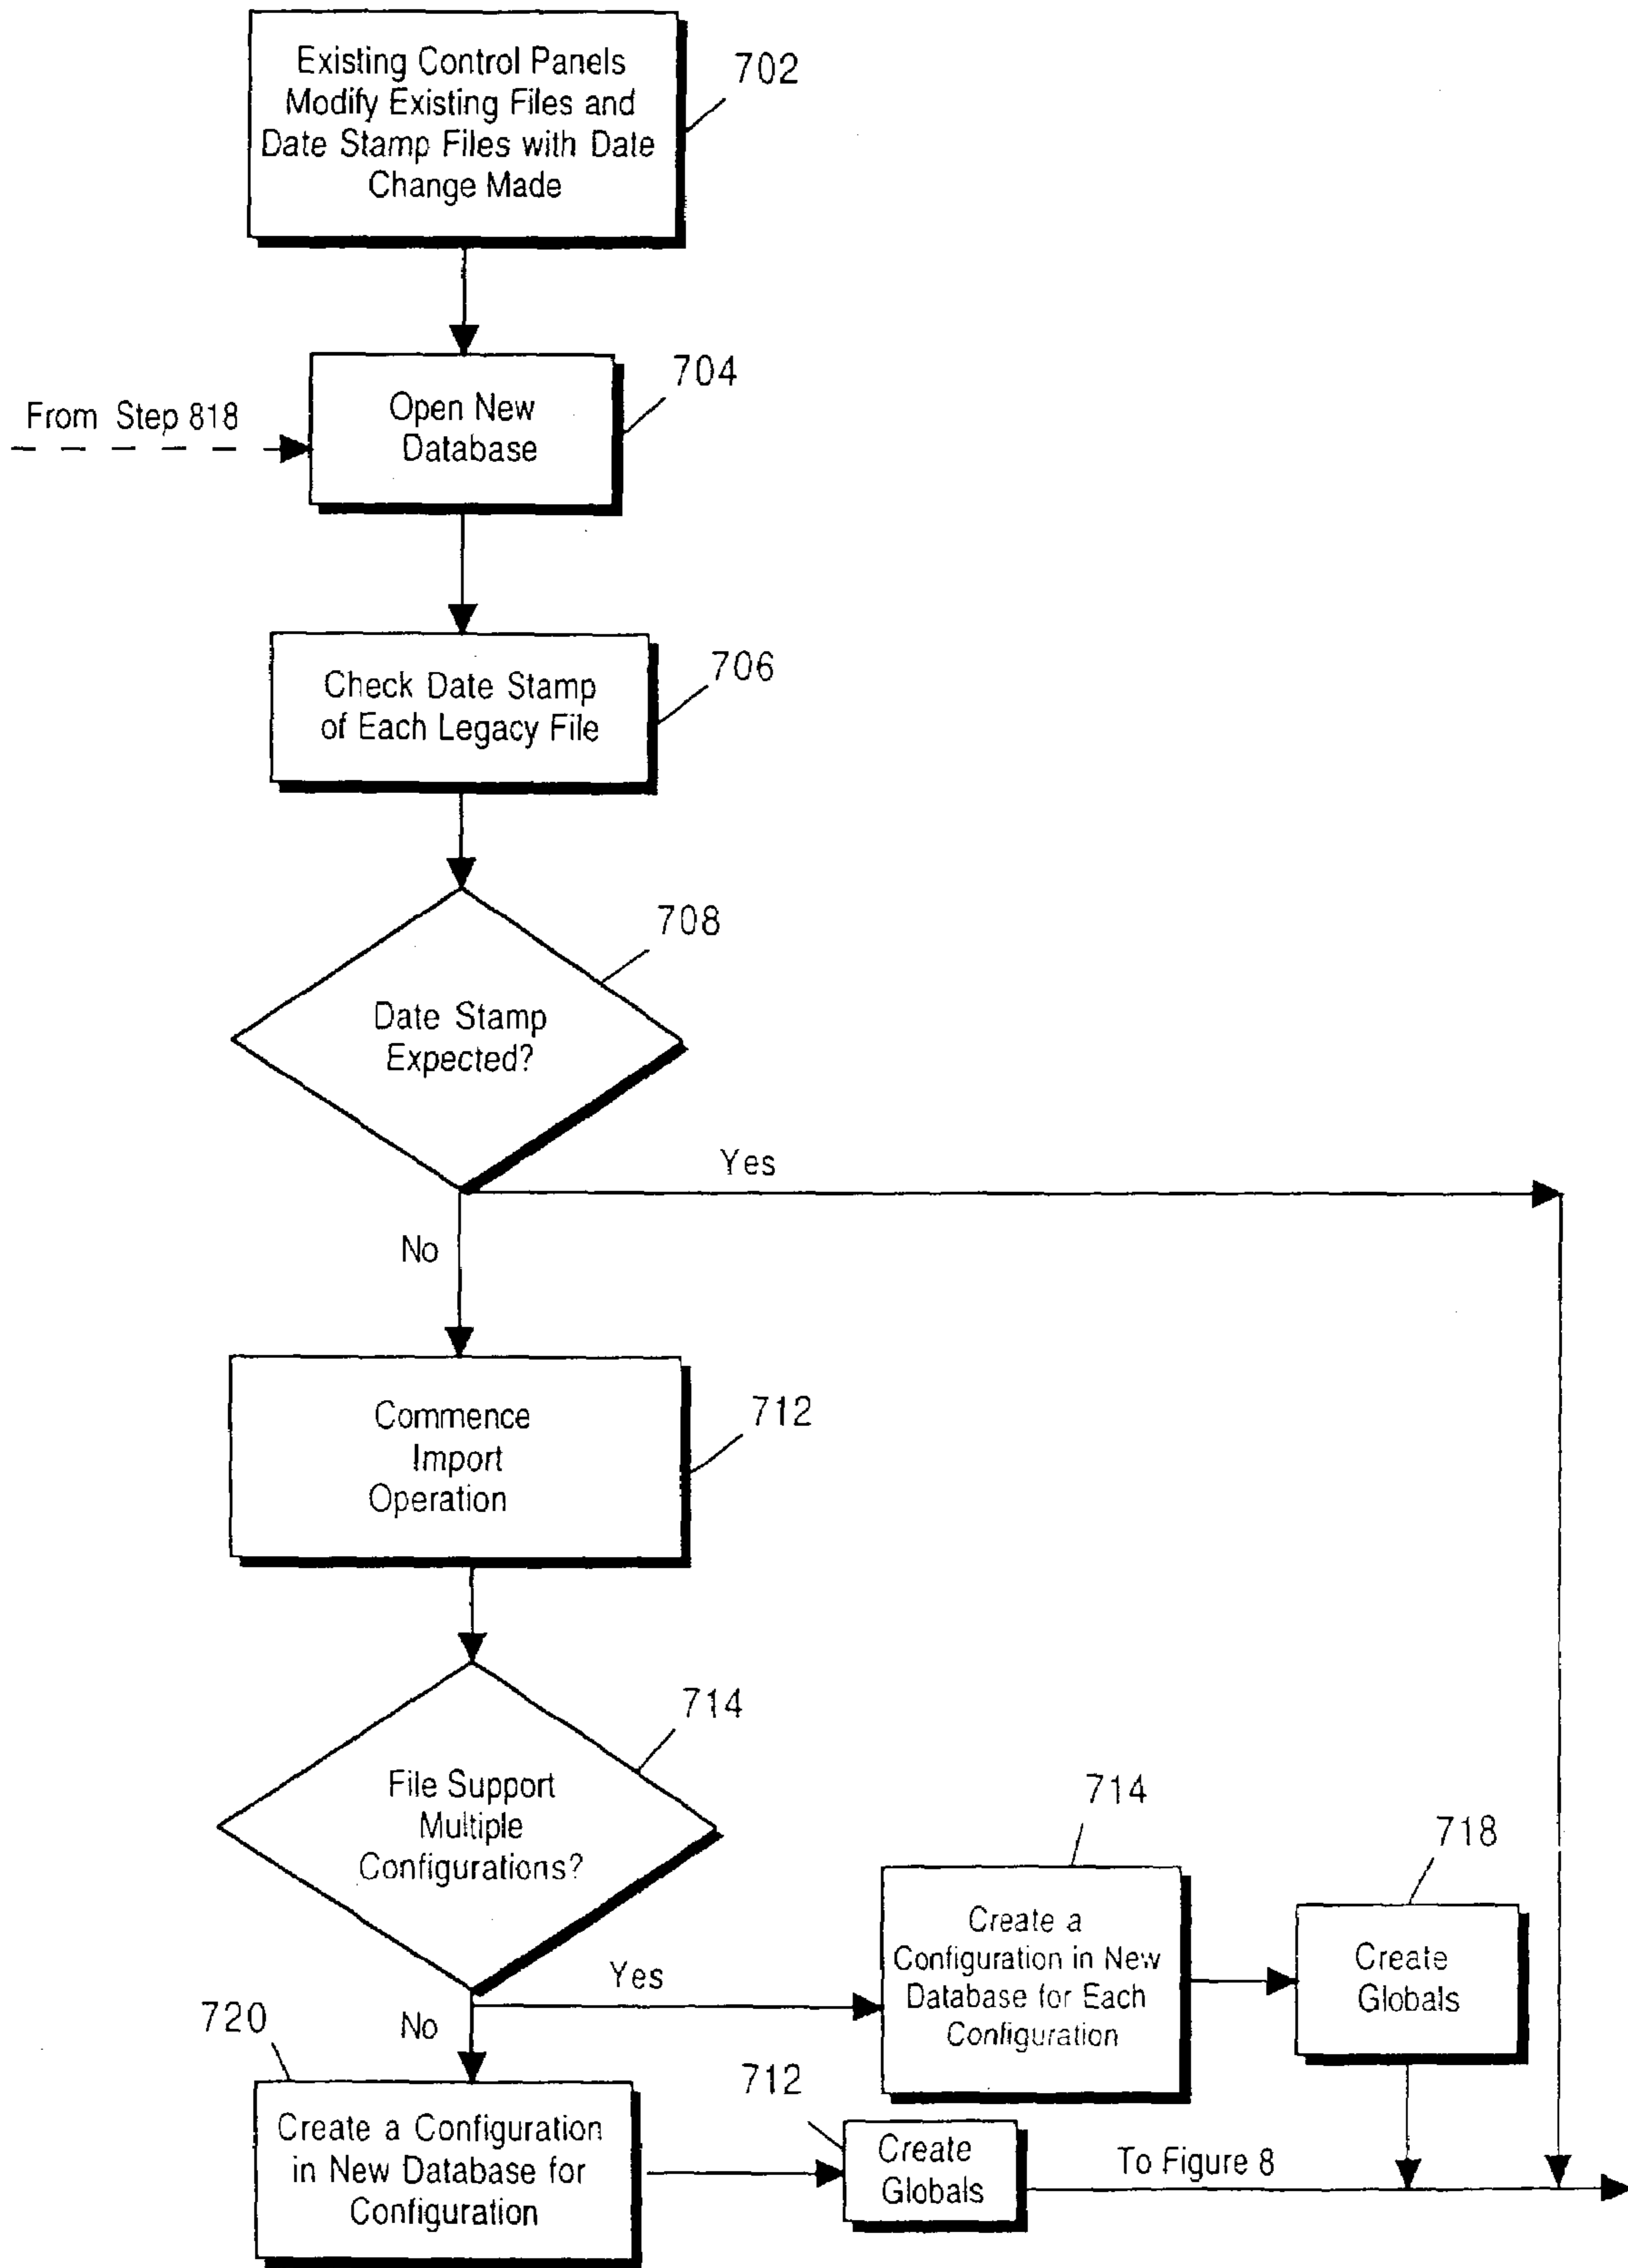 Existing Control Panels
Modify Existing Files and
Date Stamp Files with Date
Change Made
702
From Step 818
Open New
Database
704
Check Date Stamp
of Each Legacy File
706
708
Date Stamp
Expected?
Yes
No
Commence
Import
Operation
712
714
File Support
Multiple
Configurations?
Yes
No
714
Create a
Configuration in New
Database for Each
Configuration
718
Create
Globals
720
Create a Configuration
in New Database for
Configuration
712
Create
Globals
To Figure 8